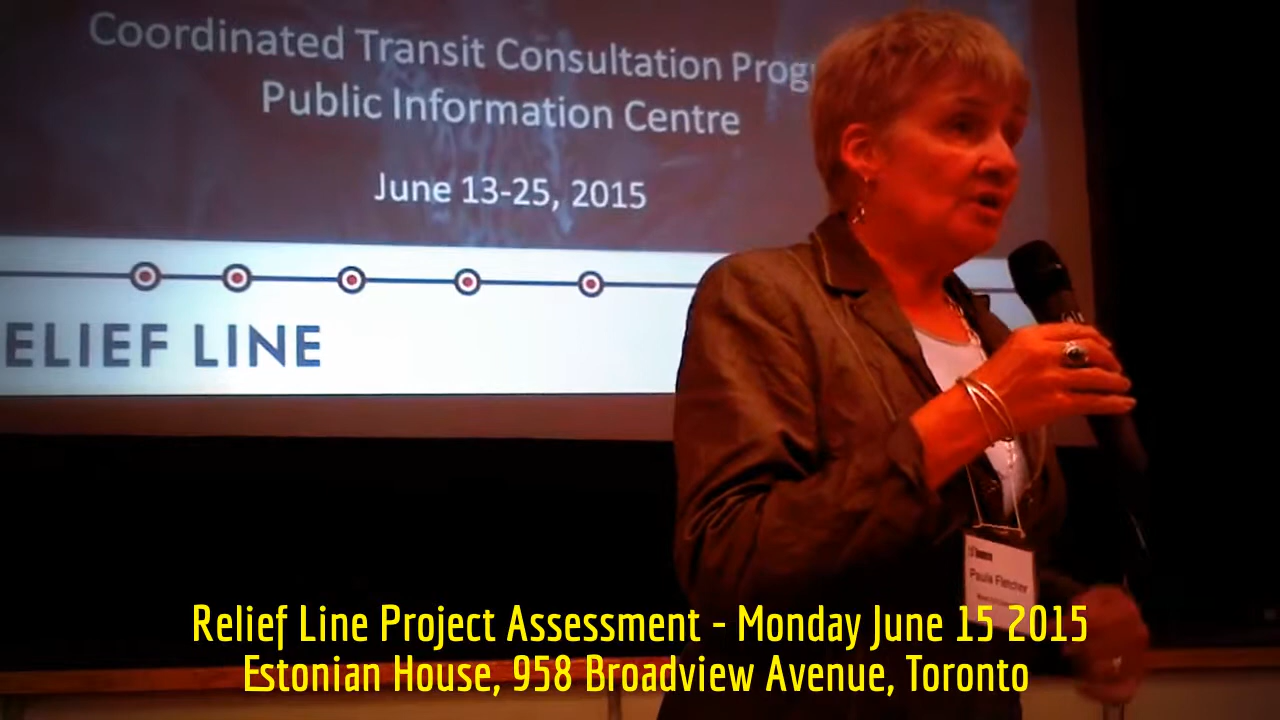 Coordinated Transit Consultation Prog
Public Information Centre
June 13-25, 2015
ELIEF LINE
Toronto
Paula Fletcher
Relief Line Project Assessment - Monday June 15 2015
Estonian House, 958 Broadview Avenue, Toronto